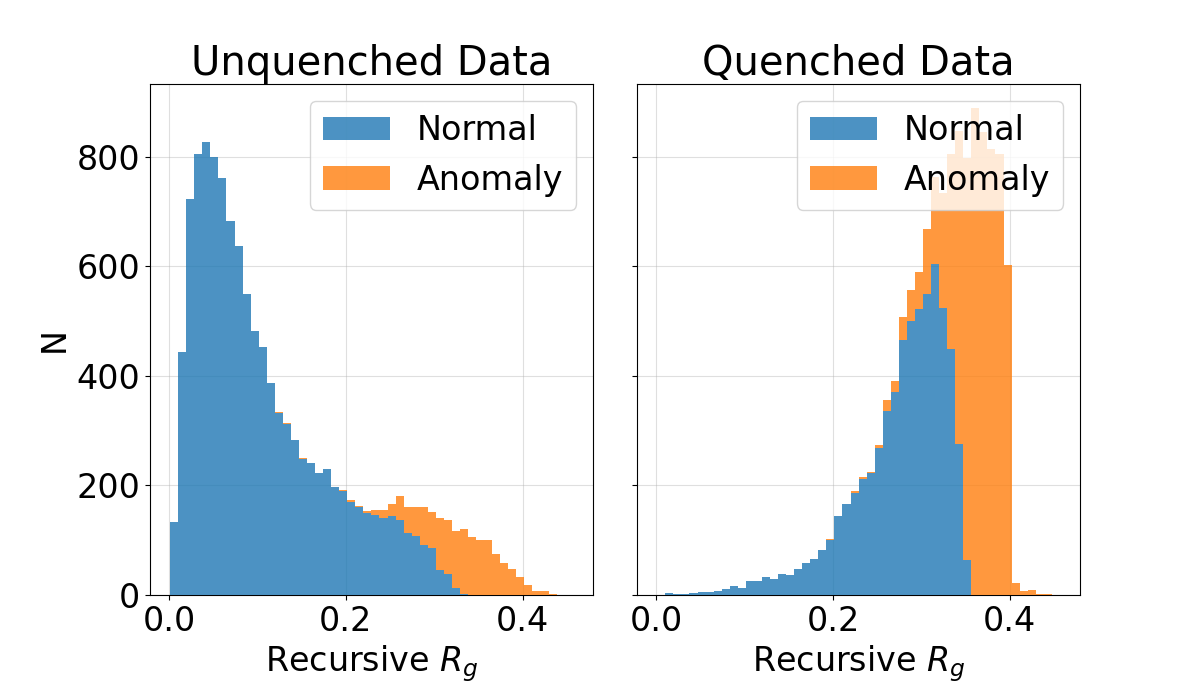 Unquenched Data
Quenched Data
Normal
Anomaly
Normal
Anomaly
800
600
400
200
0
N
0.0
0.2
0.4
0.0
0.2
0.4
Recursive $R_g$
Recursive $R_g$